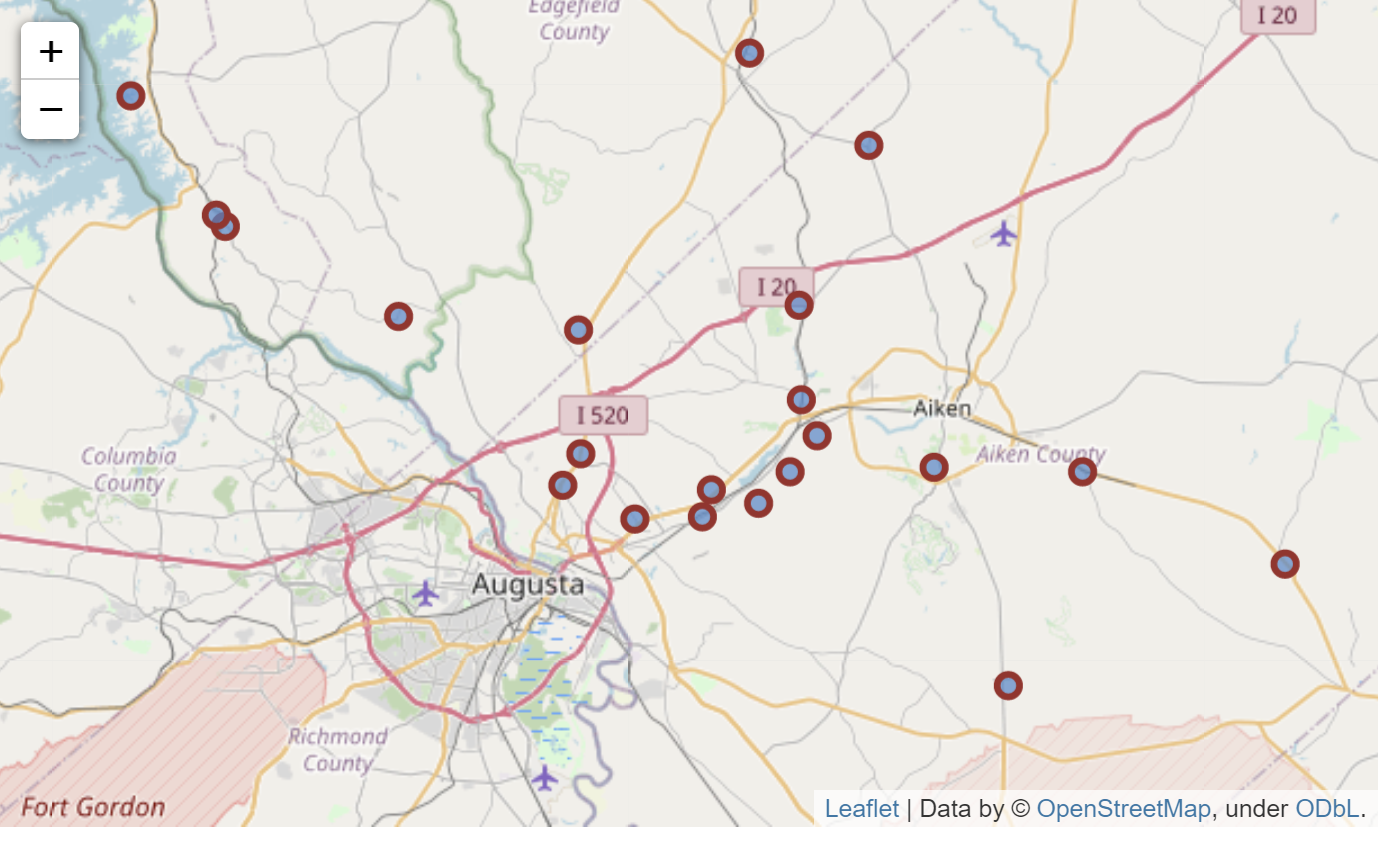 Edgefield
County
I 20
+
−
I 20
I 520
Aiken
Columbia
County
Aiken County
Augusta
Richmond
County
Fort Gordon
Leaflet | Data by © OpenStreetMap, under ODbL.